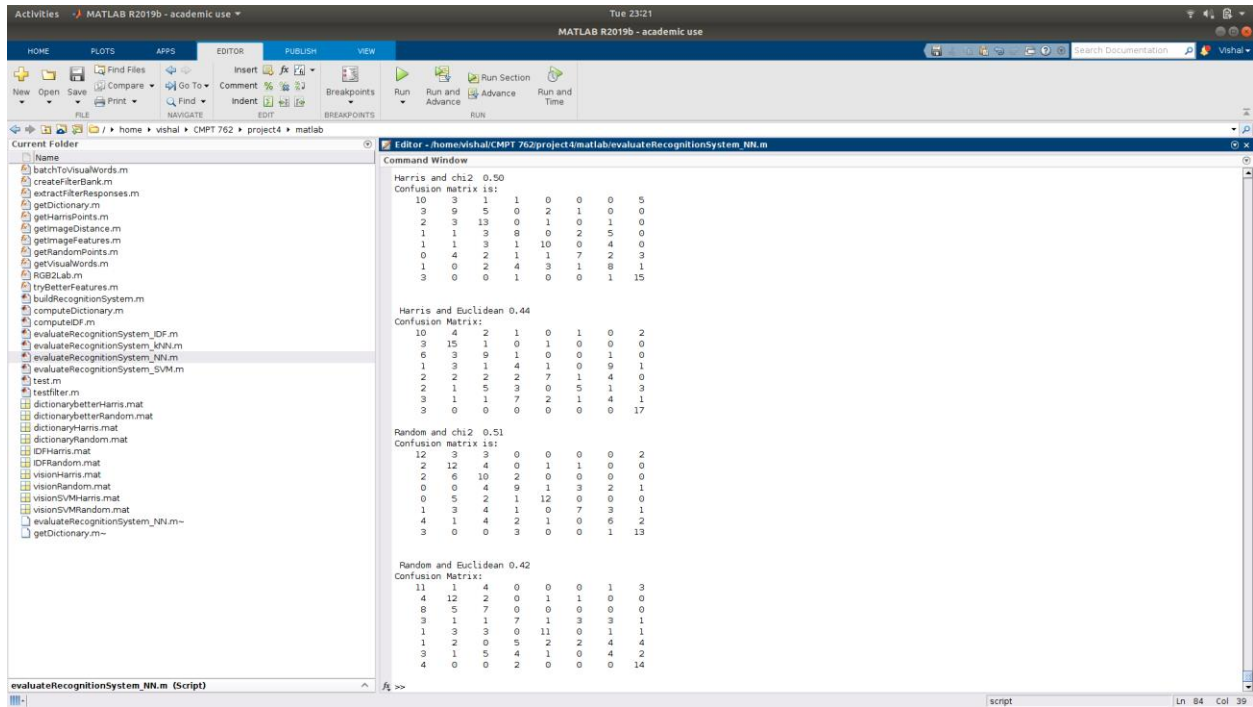 Activities MATLAB R2019b - academic use Tue 23:21
MATLAB R2019b - academic use
HOME PLOTS APPS EDITOR PUBLISH VIEW Search Documentation Vishal
New Open Save Find Files Compare Print Go To Find Insert fx Comment % Indent Breakpoints Run Run and Advance Run Section Advance Run and Time
FILE NAVIGATE EDIT BREAKPOINTS RUN
/ home vishal CMPT 762 project4 matlab
Current Folder
Name
batchToVisualWords.m
createFilterBank.m
extractFilterResponses.m
getDictionary.m
getHarrisPoints.m
getImageDistance.m
getImageFeatures.m
getRandomPoints.m
getVisualWords.m
RGB2Lab.m
tryBetterFeatures.m
buildRecognitionSystem.m
computeDictionary.m
computeIDF.m
evaluateRecognitionSystem_IDF.m
evaluateRecognitionSystem_kNN.m
evaluateRecognitionSystem_NN.m
evaluateRecognitionSystem_SVM.m
test.m
testfilter.m
dictionarybetterHarris.mat
dictionarybetterRandom.mat
dictionaryHarris.mat
dictionaryRandom.mat
IDFHarris.mat
IDFRandom.mat
visionHarris.mat
visionRandom.mat
visionSVMHarris.mat
visionSVMRandom.mat
evaluateRecognitionSystem_NN.m~
getDictionary.m~
evaluateRecognitionSystem_NN.m (Script)
Editor - /home/vishal/CMPT 762/project4/matlab/evaluateRecognitionSystem_NN.m
Command Window
Harris and chi2 0.50
Confusion matrix is:
10 3 1 1 0 0 0 5
3 9 5 0 2 1 0 0
2 3 13 0 1 0 1 0
1 1 3 8 0 2 5 0
1 1 3 1 10 0 4 0
0 4 2 1 1 7 2 3
1 0 2 4 3 1 8 1
3 0 0 1 0 0 1 15
Harris and Euclidean 0.44
Confusion Matrix:
10 4 2 1 0 1 0 2
3 15 1 0 1 0 0 0
6 3 9 1 0 0 1 0
1 3 1 4 1 0 9 1
2 2 2 2 7 1 4 0
2 1 5 3 0 5 1 3
3 1 1 7 2 1 4 1
3 0 0 0 0 0 0 17
Random and chi2 0.51
Confusion matrix is:
12 3 3 0 0 0 0 2
2 12 4 0 1 1 0 0
2 6 10 2 0 0 0 0
0 0 4 9 1 3 2 1
0 5 2 1 12 0 0 0
1 3 4 1 0 7 3 1
4 1 4 2 1 0 6 2
3 0 0 3 0 0 1 13
Random and Euclidean 0.42
Confusion Matrix:
11 1 4 0 0 0 1 3
4 12 2 0 1 1 0 0
8 5 7 0 0 0 0 0
3 1 1 7 1 3 3 1
1 3 3 0 11 0 1 1
1 2 0 5 2 2 4 4
3 1 5 4 1 0 4 2
4 0 0 2 0 0 0 14
fx >>
script Ln 84 Col 39